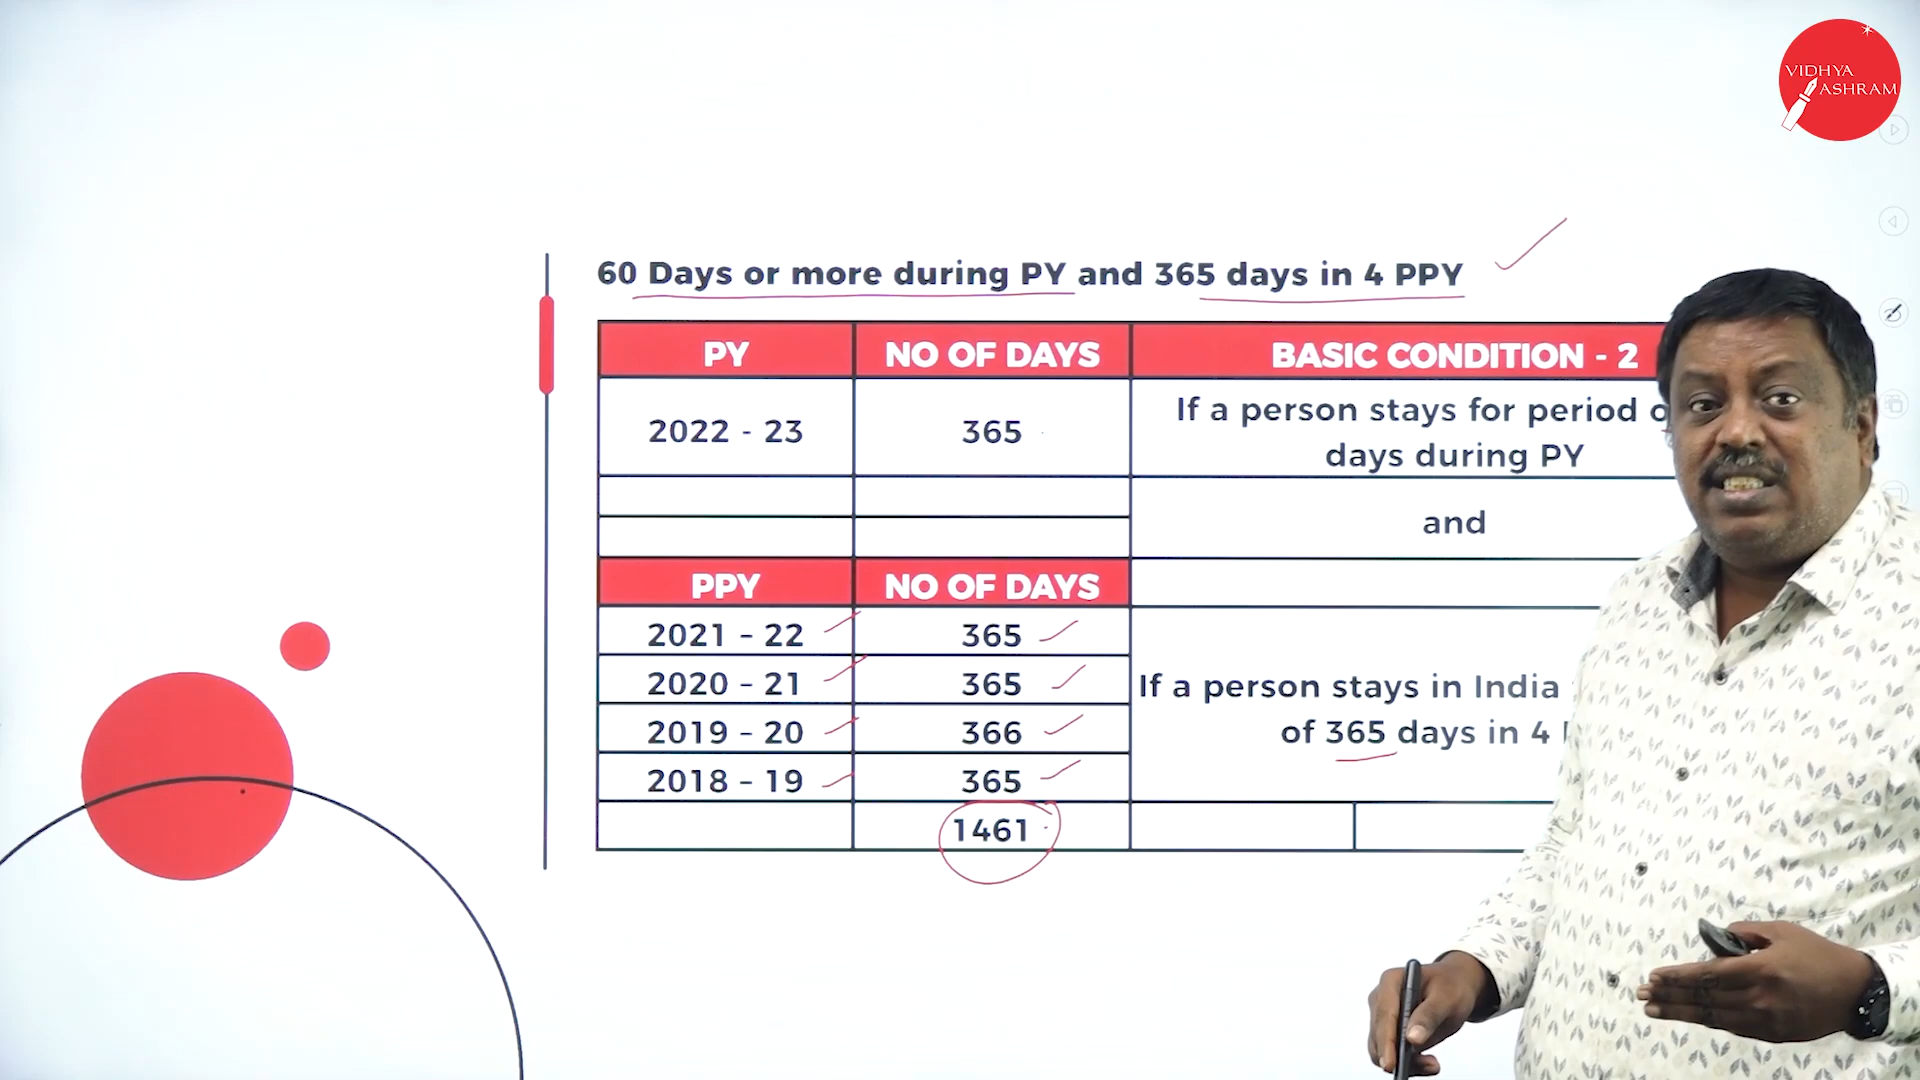 VIDHYA
ASHRAM
60 Days or more during PY and 365 days in 4 PPY
PY NO OF DAYS BASIC CONDITION - 2
2022 - 23 365 If a person stays for period
days during PY
and
PPY NO OF DAYS
2021 - 22 365
2020 - 21 365
2019 - 20 366
2018 - 19 365
If a person stays in India
of 365 days in 4
1461